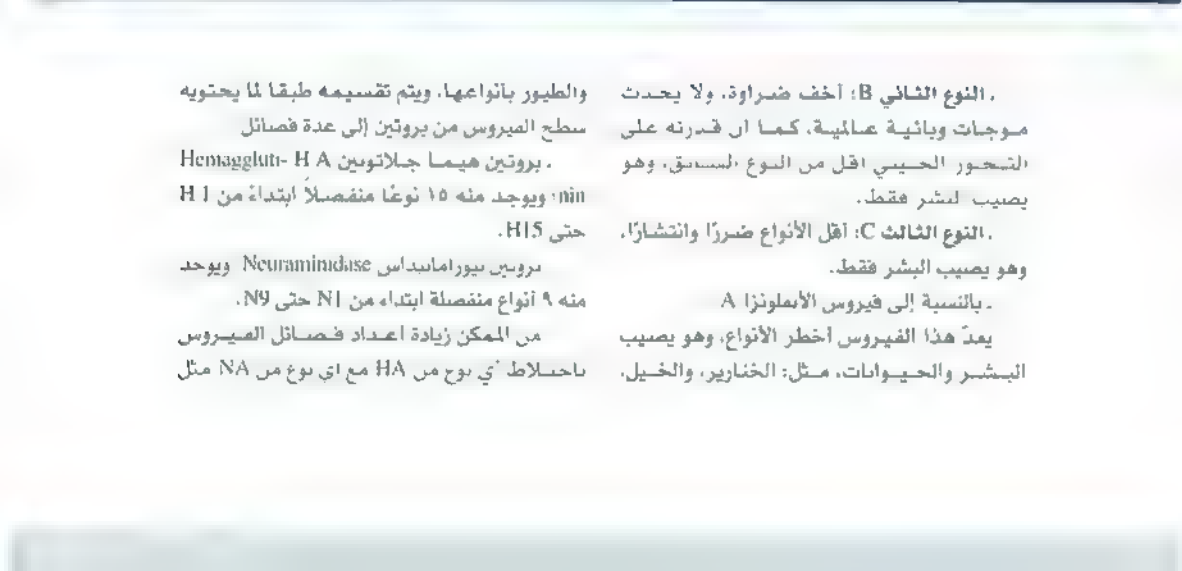 . النوع الثاني B: أخف ضراوة، ولا يحدث
موجات وبائية عالمية، كما أن قدرته على
التحور الجيني أقل من النوع السابق، وهو
يصيب البشر فقط.
. النوع الثالث C: أقل الأنواع ضررًا وانتشارًا،
وهو يصيب البشر فقط.
. بالنسبة إلى فيروس الأنفلونزا A
يعدّ هذا الفيروس أخطر الأنواع، وهو يصيب
البشر والحيوانات، مثل: الخنازير، والخيل،
والطيور بأنواعها، ويتم تقسيمه طبقا لما يحتويه
سطح الفيروس من بروتين إلى عدة فصائل
. بروتين هيما جلاتونين Hemaggluti- H A
nin؛ ويوجد منه ١٥ نوعًا منفصلاً ابتداءً من H 1
حتى H15.
بروتين نيورامانيداس Neuraminidase ويوجد
منه ٩ أنواع منفصلة ابتداء من N1 حتى N9.
من الممكن زيادة أعداد فصائل الفيروس
باختلاط أي نوع من HA مع أي نوع من NA مثل